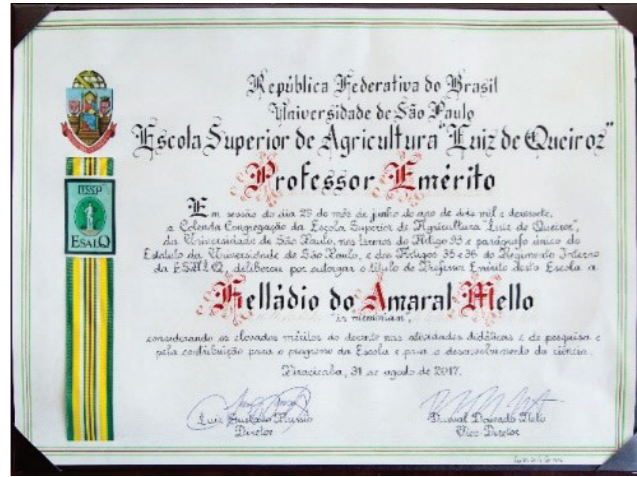 República Federativa do Brasil
Universidade de São Paulo
Escola Superior de Agricultura "Luiz de Queiroz"
Professor Emérito
Em sessão do dia 29 do mês de junho do ano de dois mil e dezessete,
a Colenda Congregação da Escola Superior de Agricultura "Luiz de Queiroz",
da Universidade de São Paulo, nos termos do Artigo 93 e parágrafo único do
Estatuto da Universidade de São Paulo, e dos Artigos 35 e 36 do Regimento Interno
da ESALQ, deliberou por outorgar o título de Professor Emérito desta Escola a
Helládio do Amaral Mello
"in memoriam",
considerando os elevados méritos do docente nas atividades didáticas e de pesquisa e
pela contribuição para o progresso da Escola e para o desenvolvimento da ciência.
Piracicaba, 31 de agosto de 2017.
USP
ESALQ
Luiz Gustavo Nussio
Diretor
Durval Dourado Neto
Vice-Diretor